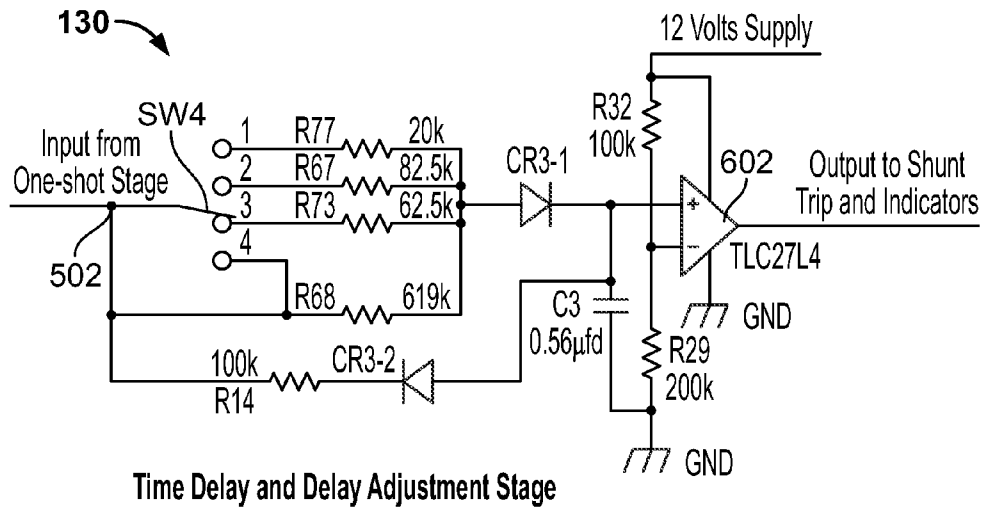 130
12 Volts Supply
SW4
Input from
One-shot Stage
1
R77
20k
2
R67
82.5k
3
R73
62.5k
4
R68
619k
502
CR3-1
R32
100k
602
Output to Shunt
Trip and Indicators
+
−
TLC27L4
GND
C3
0.56µfd
R29
200k
100k
R14
CR3-2
GND
Time Delay and Delay Adjustment Stage